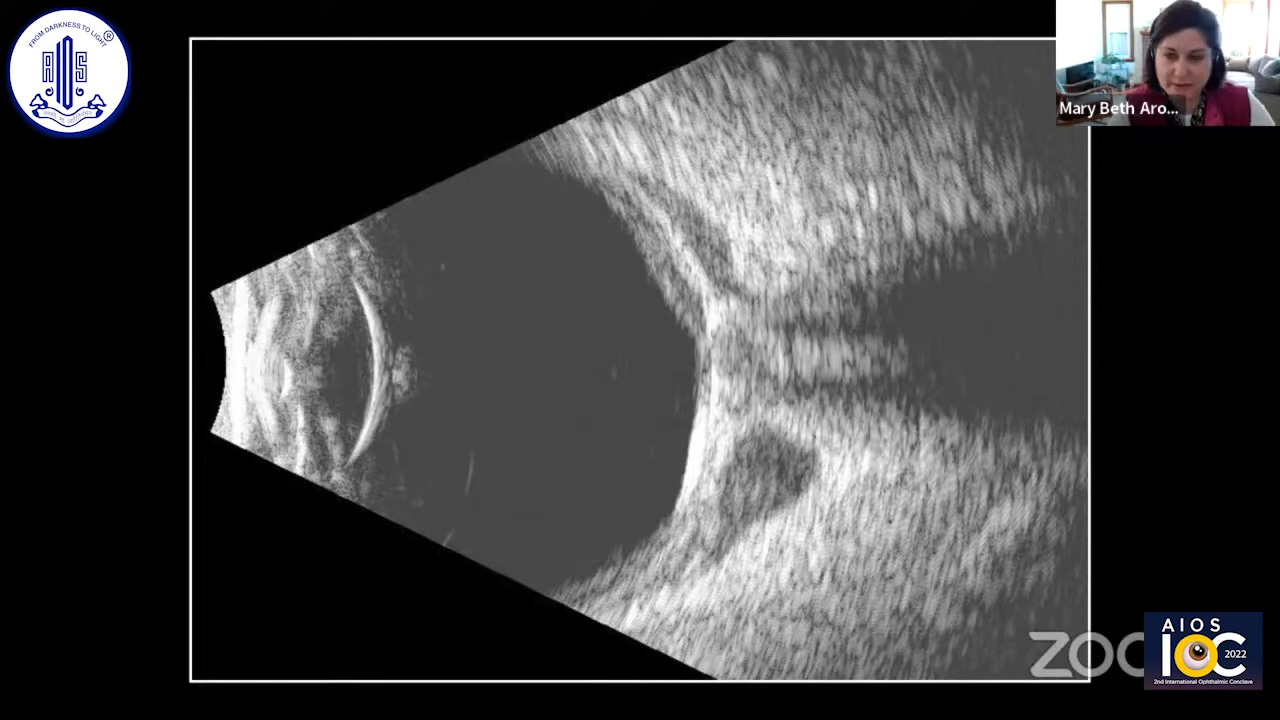 FROM DARKNESS TO LIGHT
R
AIOS
Mary Beth Aro...
ZOO
AIOS
IOC
2022
2nd International Ophthalmic Conclave